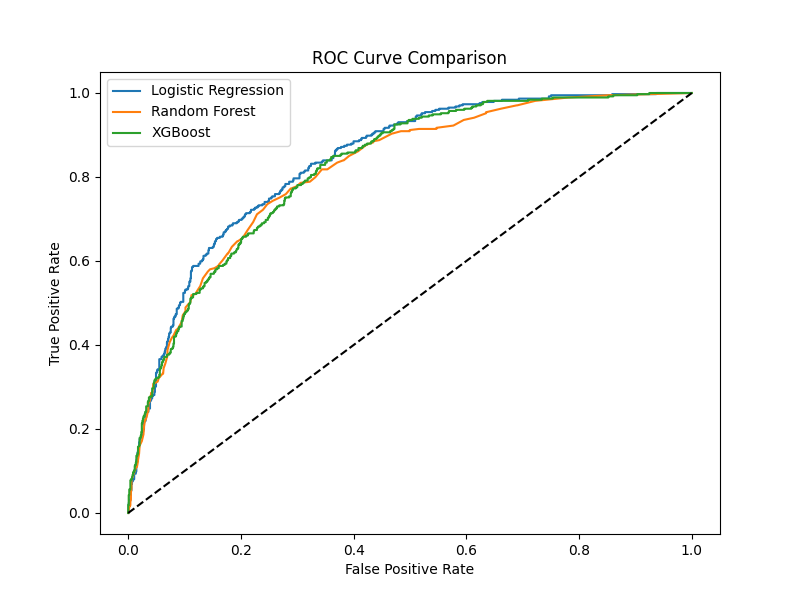 ROC Curve Comparison
Logistic Regression
Random Forest
XGBoost
True Positive Rate
1.0
0.8
0.6
0.4
0.2
0.0
0.0 0.2 0.4 0.6 0.8 1.0
False Positive Rate